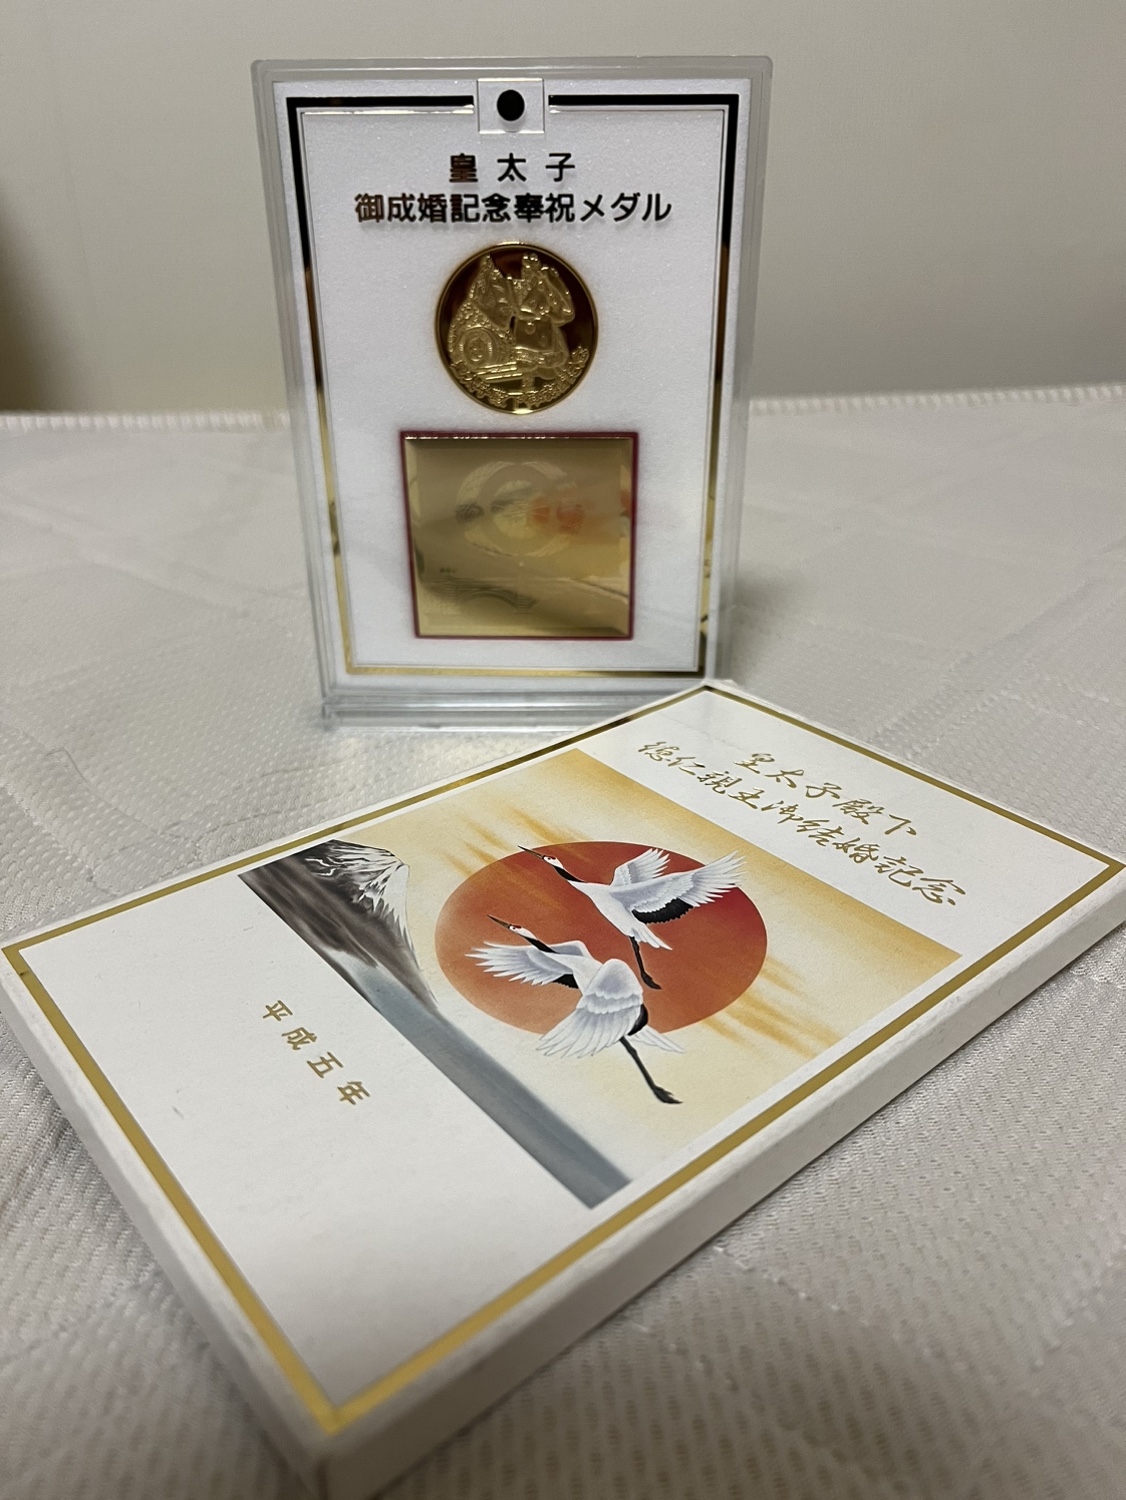 皇太子
御成婚記念奉祝メダル
皇太子殿下
徳仁親王御結婚記念
平成五年